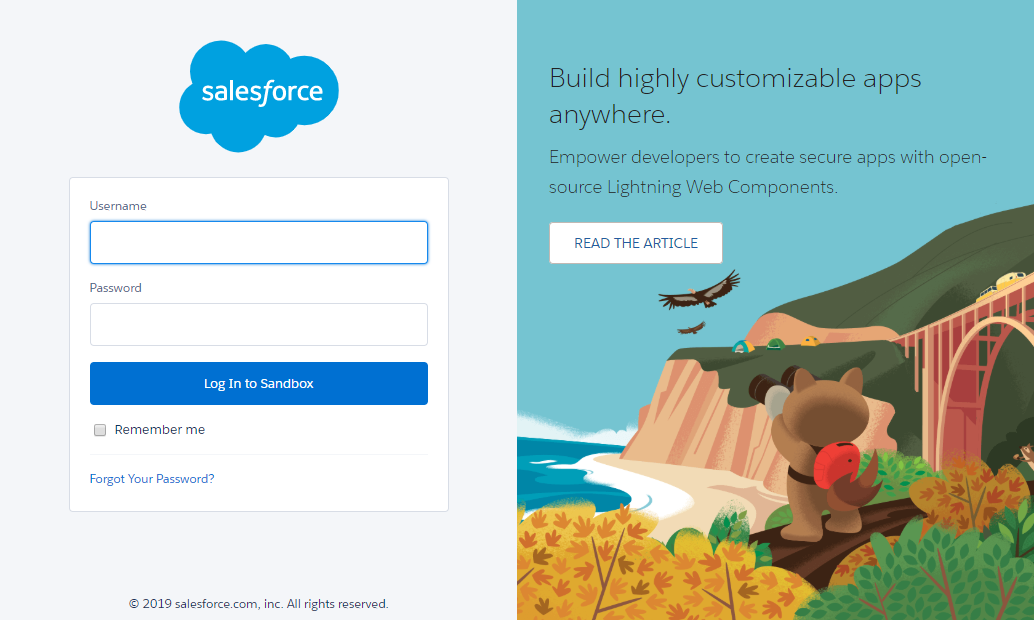 salesforce
Username
Password
Log In to Sandbox
Remember me
Forgot Your Password?
© 2019 salesforce.com, inc. All rights reserved.
Build highly customizable apps
anywhere.
Empower developers to create secure apps with open-
source Lightning Web Components.
READ THE ARTICLE